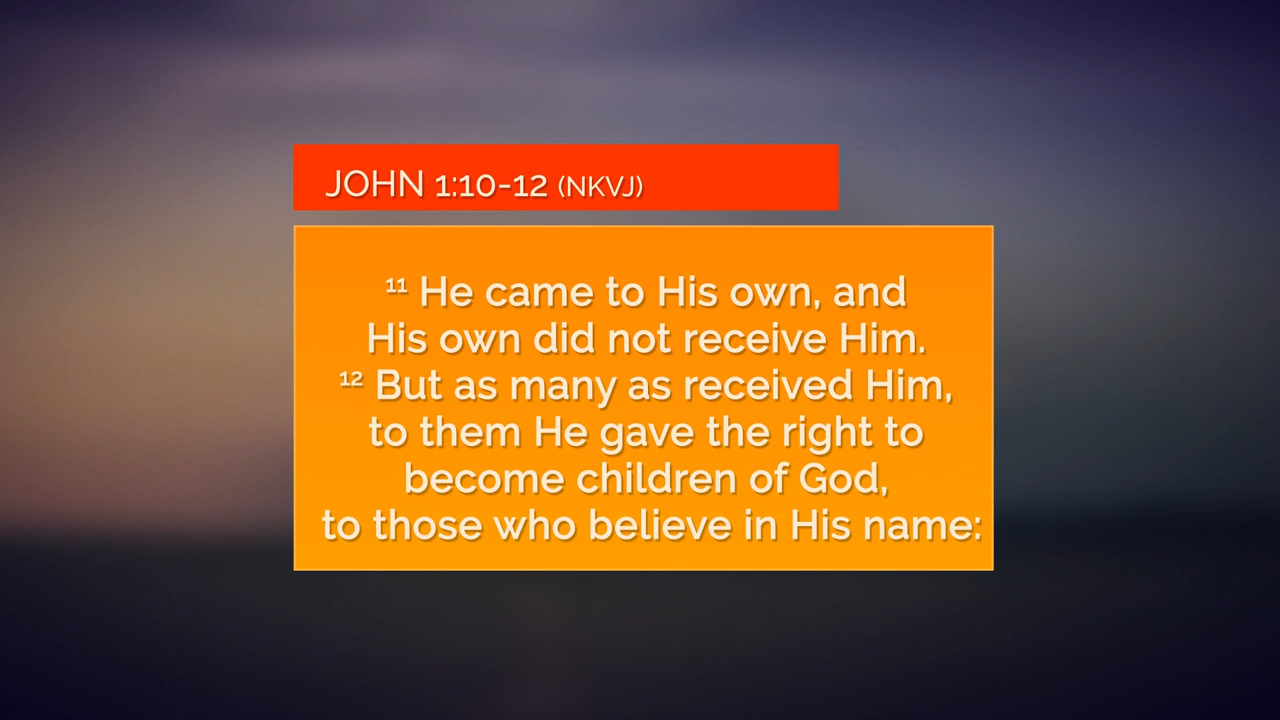 JOHN 1:10-12 (NKVJ)
¹¹ He came to His own, and
His own did not receive Him.
¹² But as many as received Him,
to them He gave the right to
become children of God,
to those who believe in His name: